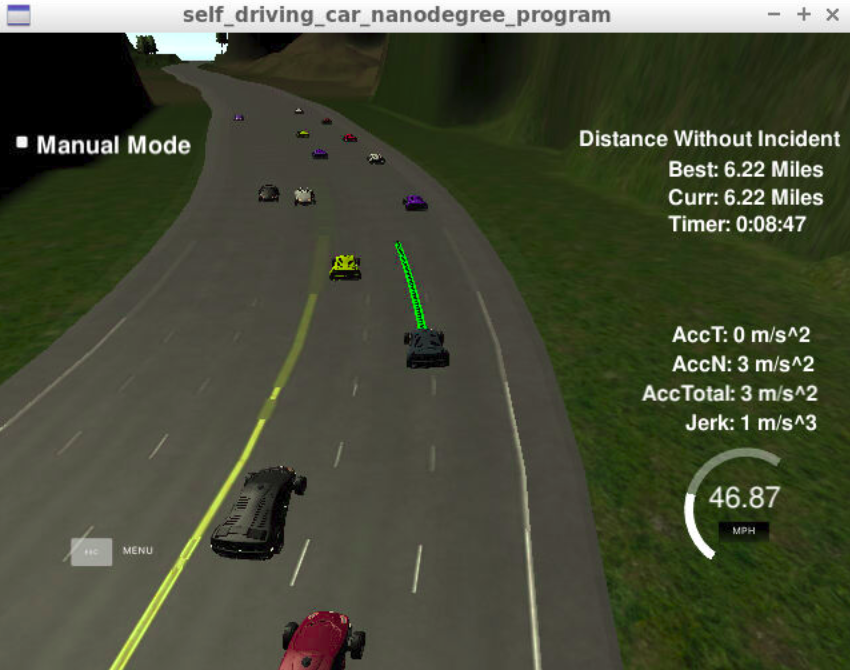 self_driving_car_nanodegree_program
Manual Mode
Distance Without Incident
Best: 6.22 Miles
Curr: 6.22 Miles
Timer: 0:08:47
AccT: 0 m/s^2
AccN: 3 m/s^2
AccTotal: 3 m/s^2
Jerk: 1 m/s^3
46.87
MPH
MENU